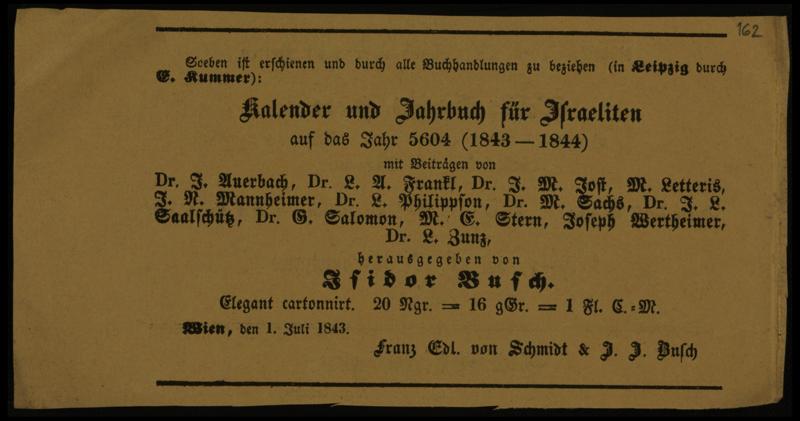 162
Soeben ist erschienen und durch alle Buchhandlungen zu beziehen (in Leipzig durch
E. Kummer):
Kalender und Jahrbuch für Israeliten
auf das Jahr 5604 (1843 — 1844)
mit Beiträgen von
Dr. J. Auerbach, Dr. L. A. Frankl, Dr. J. M. Jost, M. Letteris,
J. N. Mannheimer, Dr. L. Philippson, Dr. M. Sachs, Dr. J. L.
Saalschütz, Dr. G. Salomon, M. E. Stern, Joseph Wertheimer,
Dr. L. Zunz,
herausgegeben von
Isidor Busch.
Elegant cartonnirt. 20 Ngr. = 16 gGr. = 1 Fl. C.=M.
Wien, den 1. Juli 1843.
Franz Edl. von Schmidt & J. J. Busch